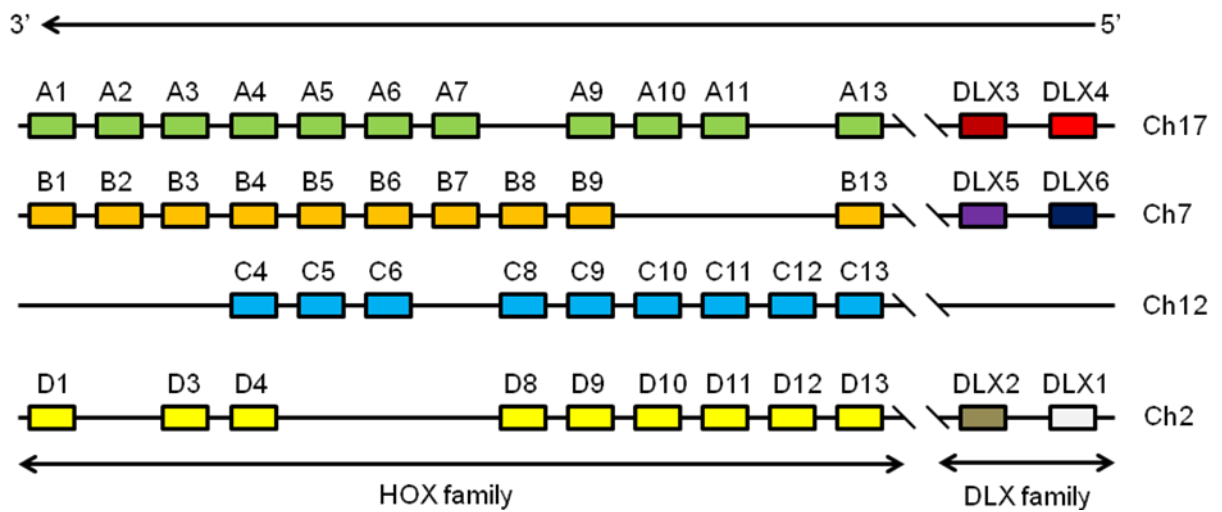 3’ 5’
A1 A2 A3 A4 A5 A6 A7 A9 A10 A11 A13 DLX3 DLX4
Ch17
B1 B2 B3 B4 B5 B6 B7 B8 B9 B13 DLX5 DLX6
Ch7
C4 C5 C6 C8 C9 C10 C11 C12 C13
Ch12
D1 D3 D4 D8 D9 D10 D11 D12 D13 DLX2 DLX1
Ch2
HOX family DLX family